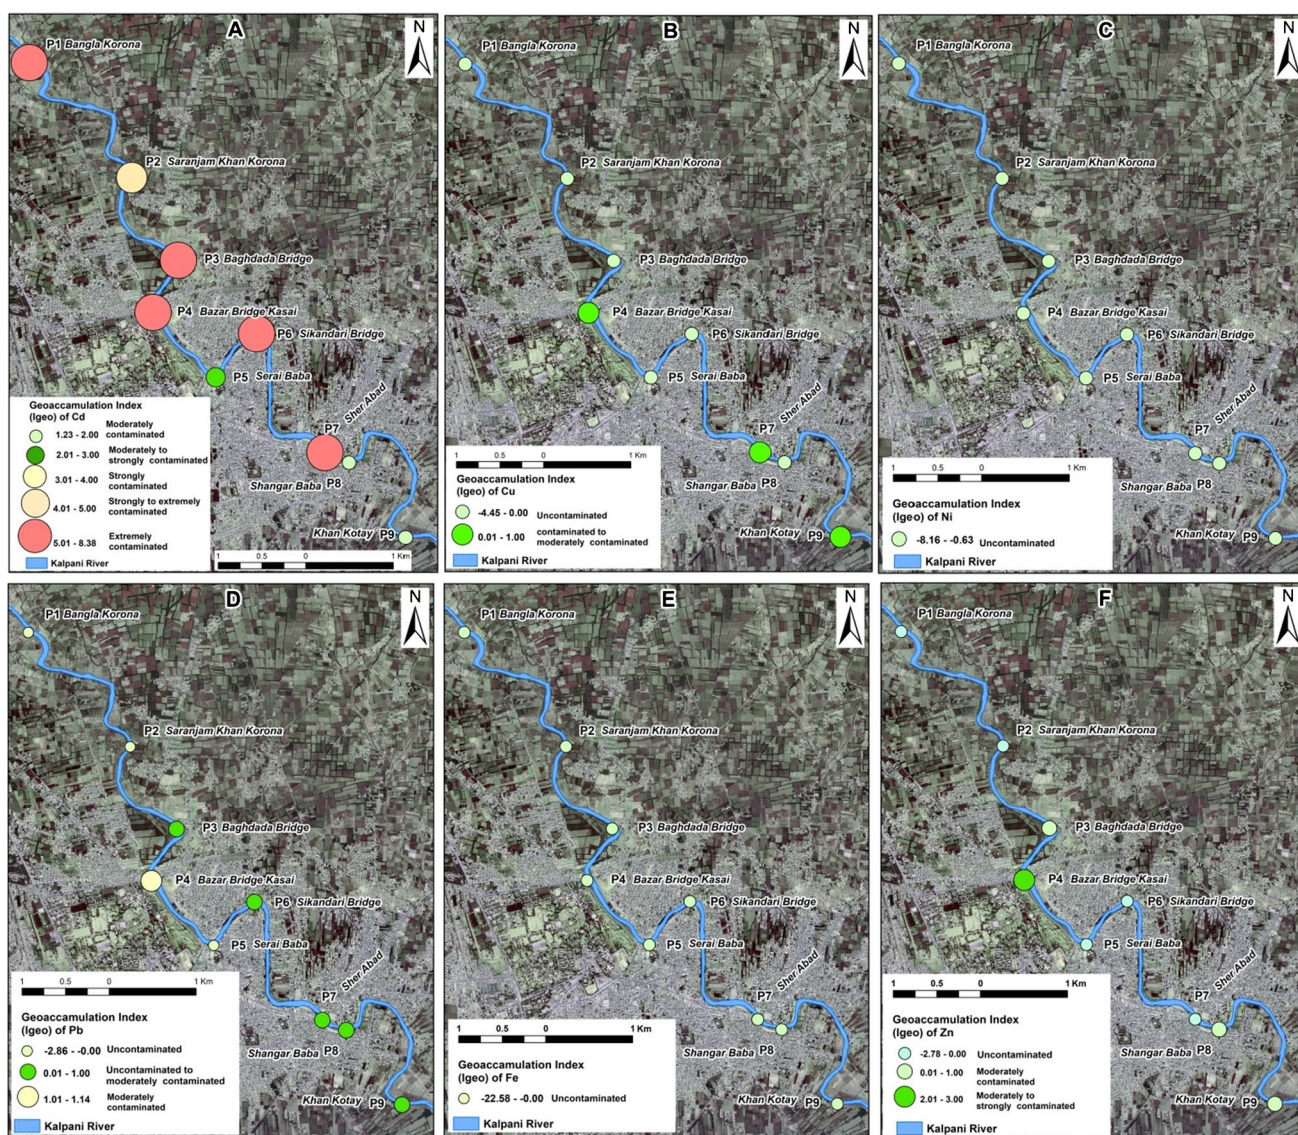 A
N
P1 Bangla Korona
P2 Saranjam Khan Korona
P3 Baghdada Bridge
P4 Bazar Bridge Kasai
P6 Sikandari Bridge
P5 Serai Baba
Sher Abad
P7
Shangar Baba P8
Khan Kotay P9
Geoaccamulation Index
(Igeo) of Cd
1.23 - 2.00 Moderately
contaminated
2.01 - 3.00 Moderately to
strongly contaminated
3.01 - 4.00 Strongly
contaminated
4.01 - 5.00 Strongly to extremely
contaminated
5.01 - 8.38 Extremely
contaminated
Kalpani River
1 0.5 0 1 Km
B
N
P1 Bangla Korona
P2 Saranjam Khan Korona
P3 Baghdada Bridge
P4 Bazar Bridge Kasai
P6 Sikandari Bridge
P5 Serai Baba
Sher Abad
P7
Shangar Baba P8
Khan Kotay P9
1 0.5 0 1 Km
Geoaccamulation Index
(Igeo) of Cu
-4.45 - 0.00 Uncontaminated
0.01 - 1.00 contaminated to
moderately contaminated
Kalpani River
C
N
P1 Bangla Korona
P2 Saranjam Khan Korona
P3 Baghdada Bridge
P4 Bazar Bridge Kasai
P6 Sikandari Bridge
P5 Serai Baba
Sher Abad
P7
Shangar Baba P8
Khan Kotay P9
1 0.5 0 1 Km
Geoaccamulation Index
(Igeo) of Ni
-8.16 - -0.63 Uncontaminated
Kalpani River
D
N
P1 Bangla Korona
P2 Saranjam Khan Korona
P3 Baghdada Bridge
P4 Bazar Bridge Kasai
P6 Sikandari Bridge
P5 Serai Baba
Sher Abad
P7
Shangar Baba P8
Khan Kotay P9
1 0.5 0 1 Km
Geoaccamulation Index
(Igeo) of Pb
-2.86 - -0.00 Uncontaminated
0.01 - 1.00 Uncontaminated to
moderately contaminated
1.01 - 1.14 Moderately
contaminated
Kalpani River
E
N
P1 Bangla Korona
P2 Saranjam Khan Korona
P3 Baghdada Bridge
P4 Bazar Bridge Kasai
P6 Sikandari Bridge
P5 Serai Baba
Sher Abad
P7
Shangar Baba P8
Khan Kotay P9
1 0.5 0 1 Km
Geoaccamulation Index
(Igeo) of Fe
-22.58 - -0.00 Uncontaminated
Kalpani River
F
N
P1 Bangla Korona
P2 Saranjam Khan Korona
P3 Baghdada Bridge
P4 Bazar Bridge Kasai
P6 Sikandari Bridge
P5 Serai Baba
Sher Abad
P7
Shangar Baba P8
Khan Kotay P9
1 0.5 0 1 Km
Geoaccamulation Index
(Igeo) of Zn
-2.78 - 0.00 Uncontaminated
0.01 - 1.00 Moderately
contaminated
2.01 - 3.00 Moderately to
strongly contaminated
Kalpani River